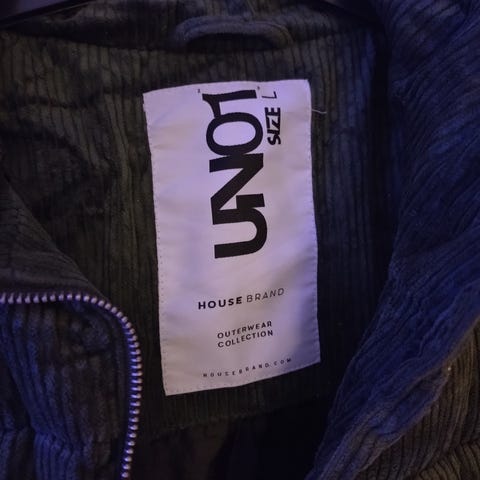 UNO1
SIZE L
HOUSE BRAND
OUTERWEAR
COLLECTION
HOUSEBRAND.COM